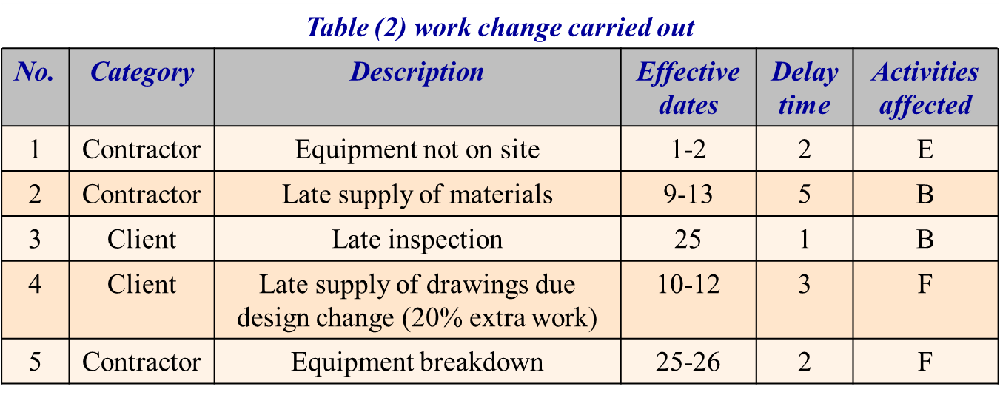 Table (2) work change carried out
No. Category Description Effective dates Delay time Activities affected
1 Contractor Equipment not on site 1-2 2 E
2 Contractor Late supply of materials 9-13 5 B
3 Client Late inspection 25 1 B
4 Client Late supply of drawings due 10-12 3 F
design change (20% extra work)
5 Contractor Equipment breakdown 25-26 2 F